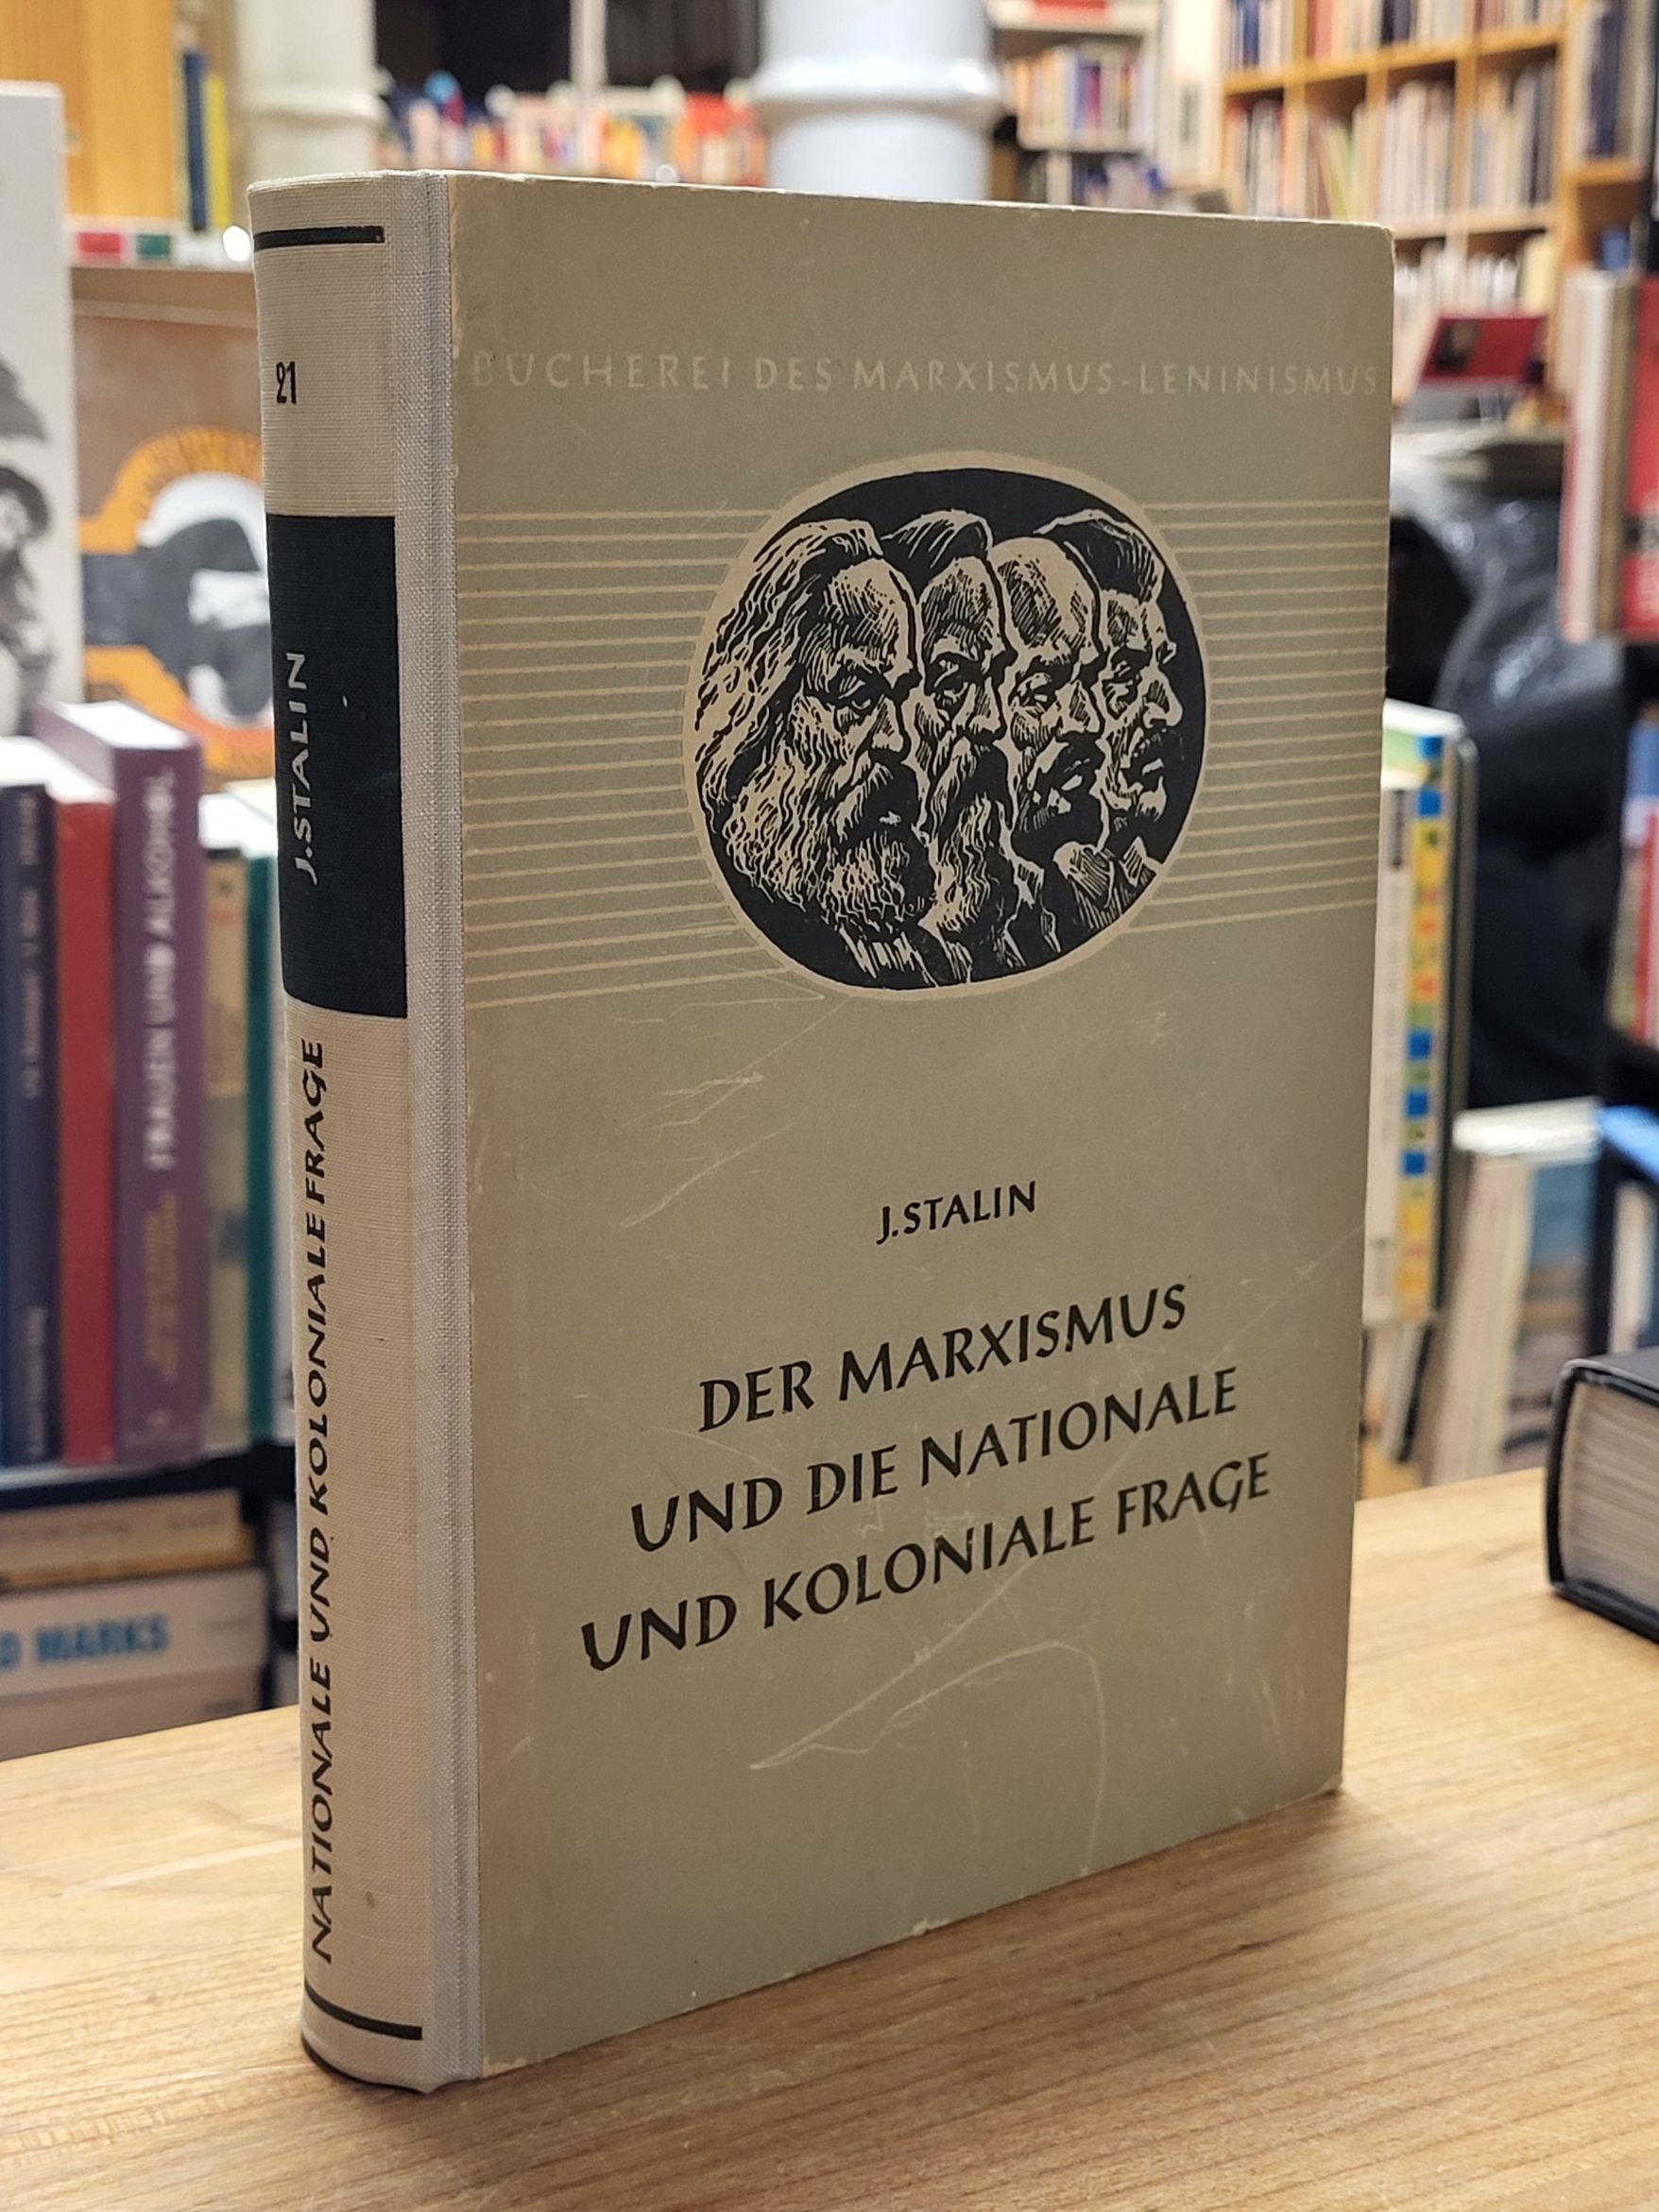 BÜCHEREI DES MARXISMUS-LENINISMUS
J. STALIN
DER MARXISMUS
UND DIE NATIONALE
UND KOLONIALE FRAGE
21
J. STALIN
NATIONALE UND KOLONIALE FRAGE
FRAUEN UND ALKOHOL
MARKS